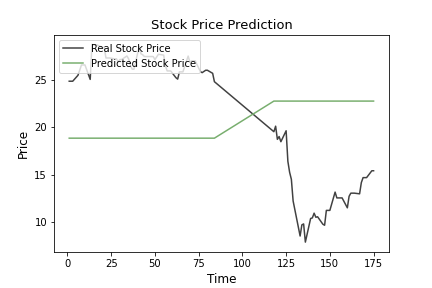 Stock Price Prediction
Real Stock Price
Predicted Stock Price
25
20
15
10
Price
0 25 50 75 100 125 150 175
Time